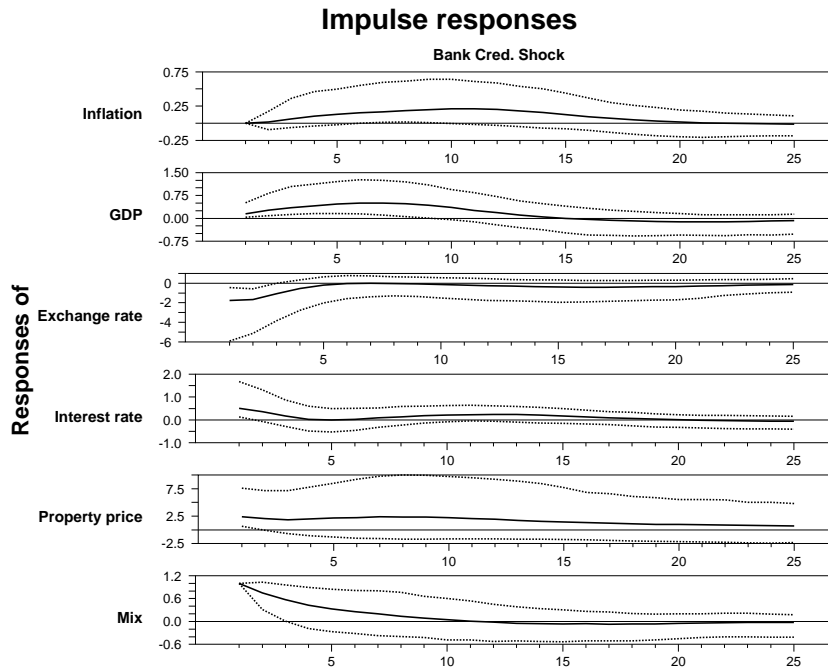 Impulse responses
Bank Cred. Shock
Responses of
Inflation
0.75
0.25
-0.25
5 10 15 20 25
GDP
1.50
0.75
0.00
-0.75
5 10 15 20 25
Exchange rate
0
-2
-4
-6
5 10 15 20 25
Interest rate
2.0
1.0
0.0
-1.0
5 10 15 20 25
Property price
7.5
2.5
-2.5
5 10 15 20 25
Mix
1.2
0.6
0.0
-0.6
5 10 15 20 25